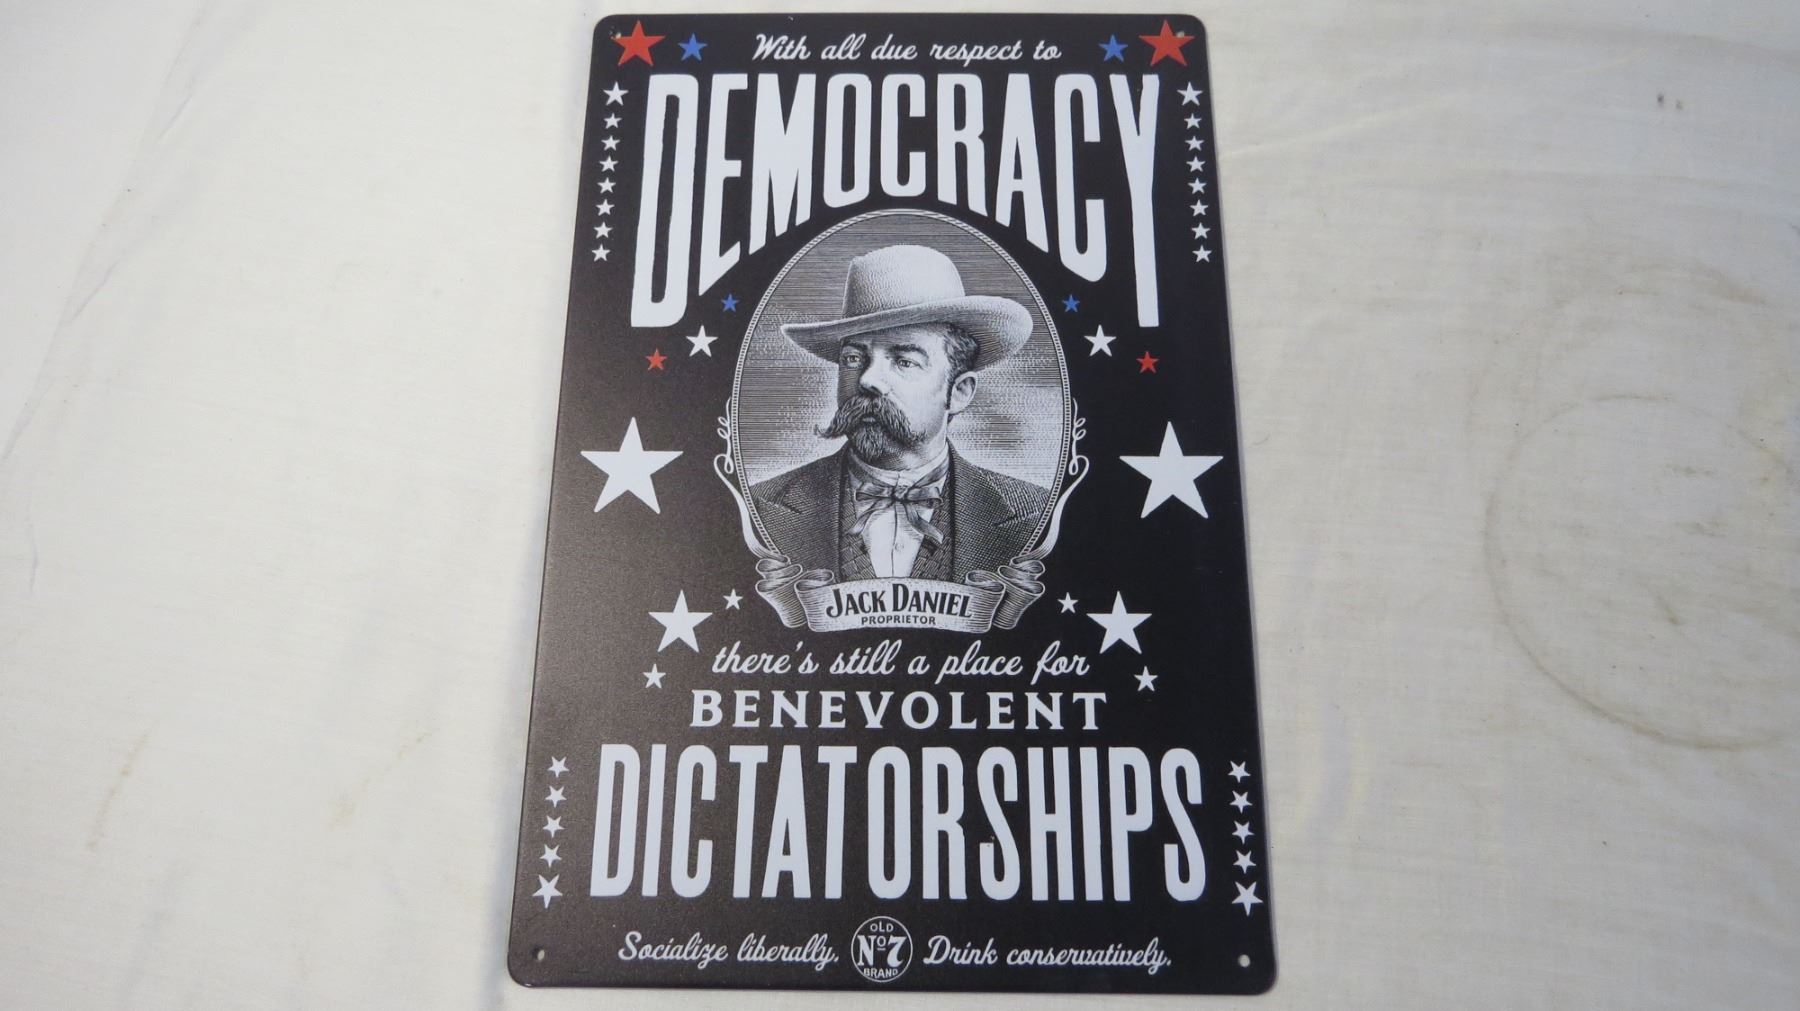 With all due respect to
DEMOCRACY
JACK DANIEL
PROPRIETOR
there's still a place for
BENEVOLENT
DICTATORSHIPS
Socialize liberally. OLD Nº7 BRAND Drink conservatively.